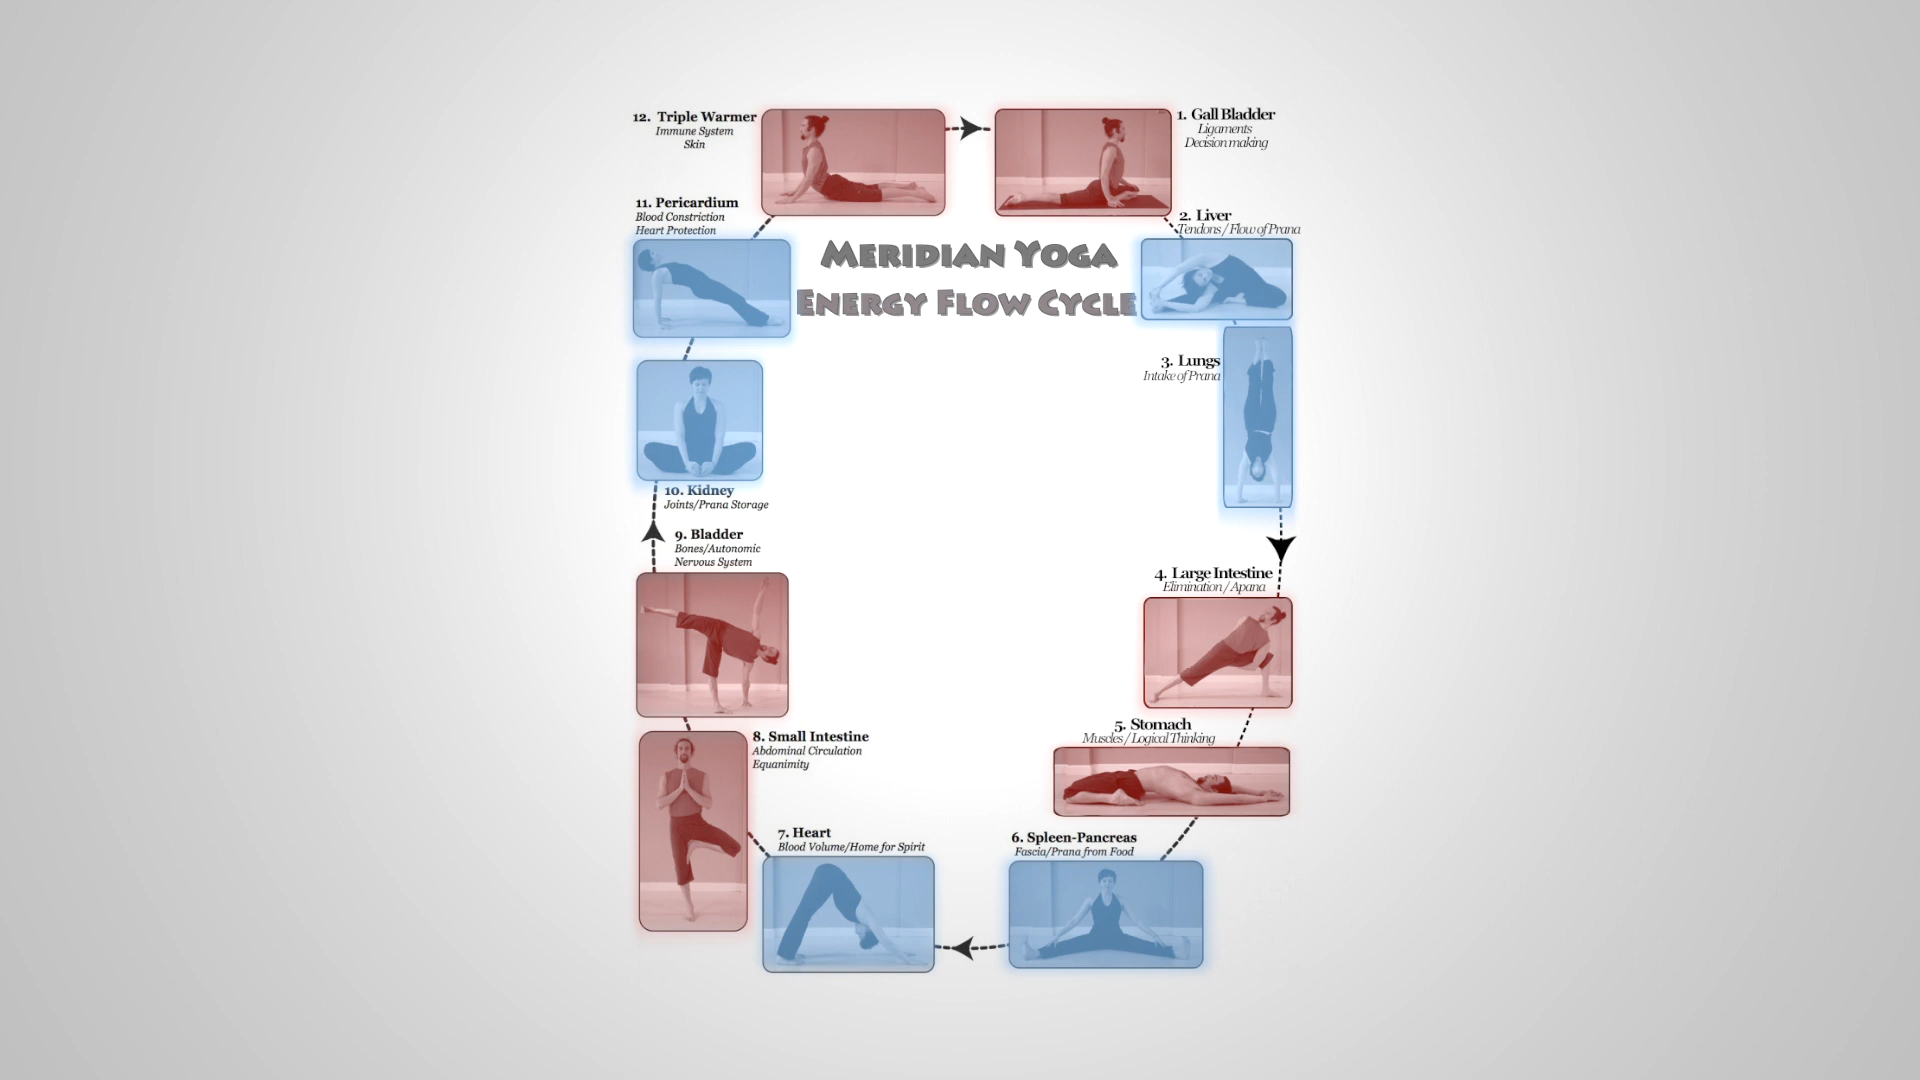 Meridian Yoga
Energy Flow Cycle
1. Gall Bladder
Ligaments
Decision making
2. Liver
Tendons / Flow of Prana
3. Lungs
Intake of Prana
4. Large Intestine
Elimination / Apana
5. Stomach
Muscles / Logical Thinking
6. Spleen-Pancreas
Fascia/Prana from Food
7. Heart
Blood Volume/Home for Spirit
8. Small Intestine
Abdominal Circulation
Equanimity
9. Bladder
Bones/Autonomic
Nervous System
10. Kidney
Joints/Prana Storage
11. Pericardium
Blood Constriction
Heart Protection
12. Triple Warmer
Immune System
Skin